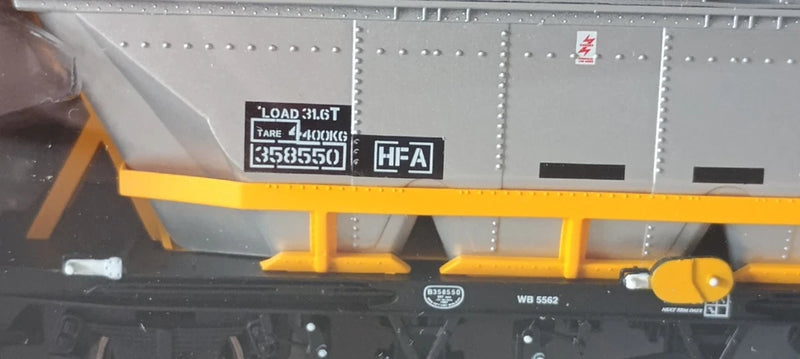 LOAD 31.6T
TARE 4400KG
358550
HFA
B358550
WB 5562